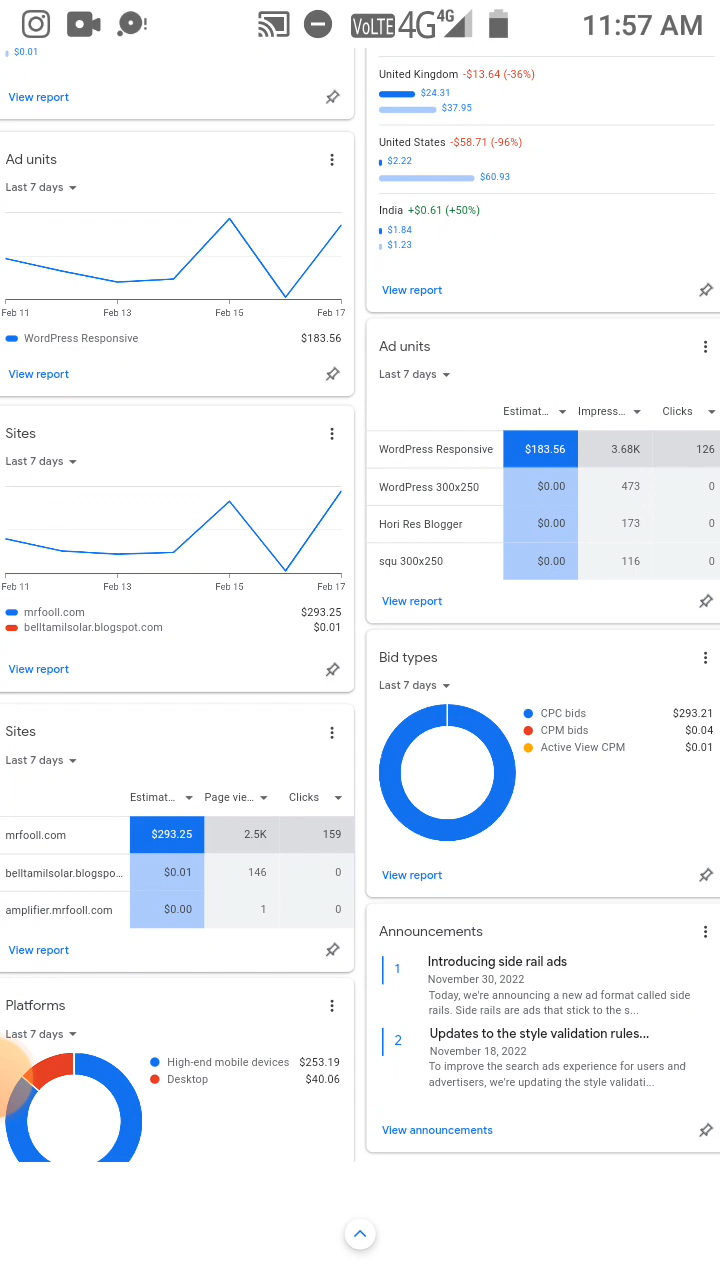 VoLTE 4G 4G 11:57 AM
$0.01
View report
Ad units
Last 7 days
Feb 11 Feb 13 Feb 15 Feb 17
WordPress Responsive $183.56
View report
Sites
Last 7 days
Feb 11 Feb 13 Feb 15 Feb 17
mrfooll.com $293.25
belltamilsolar.blogspot.com $0.01
View report
Sites
Last 7 days
Estimat... Page vie... Clicks
mrfooll.com $293.25 2.5K 159
belltamilsolar.blogspo... $0.01 146 0
amplifier.mrfooll.com $0.00 1 0
View report
Platforms
Last 7 days
High-end mobile devices $253.19
Desktop $40.06
United Kingdom -$13.64 (-36%)
$24.31
$37.95
United States -$58.71 (-96%)
$2.22
$60.93
India +$0.61 (+50%)
$1.84
$1.23
View report
Ad units
Last 7 days
Estimat... Impress... Clicks
WordPress Responsive $183.56 3.68K 126
WordPress 300x250 $0.00 473 0
Hori Res Blogger $0.00 173 0
squ 300x250 $0.00 116 0
View report
Bid types
Last 7 days
CPC bids $293.21
CPM bids $0.04
Active View CPM $0.01
View report
Announcements
1 Introducing side rail ads
November 30, 2022
Today, we're announcing a new ad format called side
rails. Side rails are ads that stick to the s...
2 Updates to the style validation rules...
November 18, 2022
To improve the search ads experience for users and
advertisers, we're updating the style validati...
View announcements